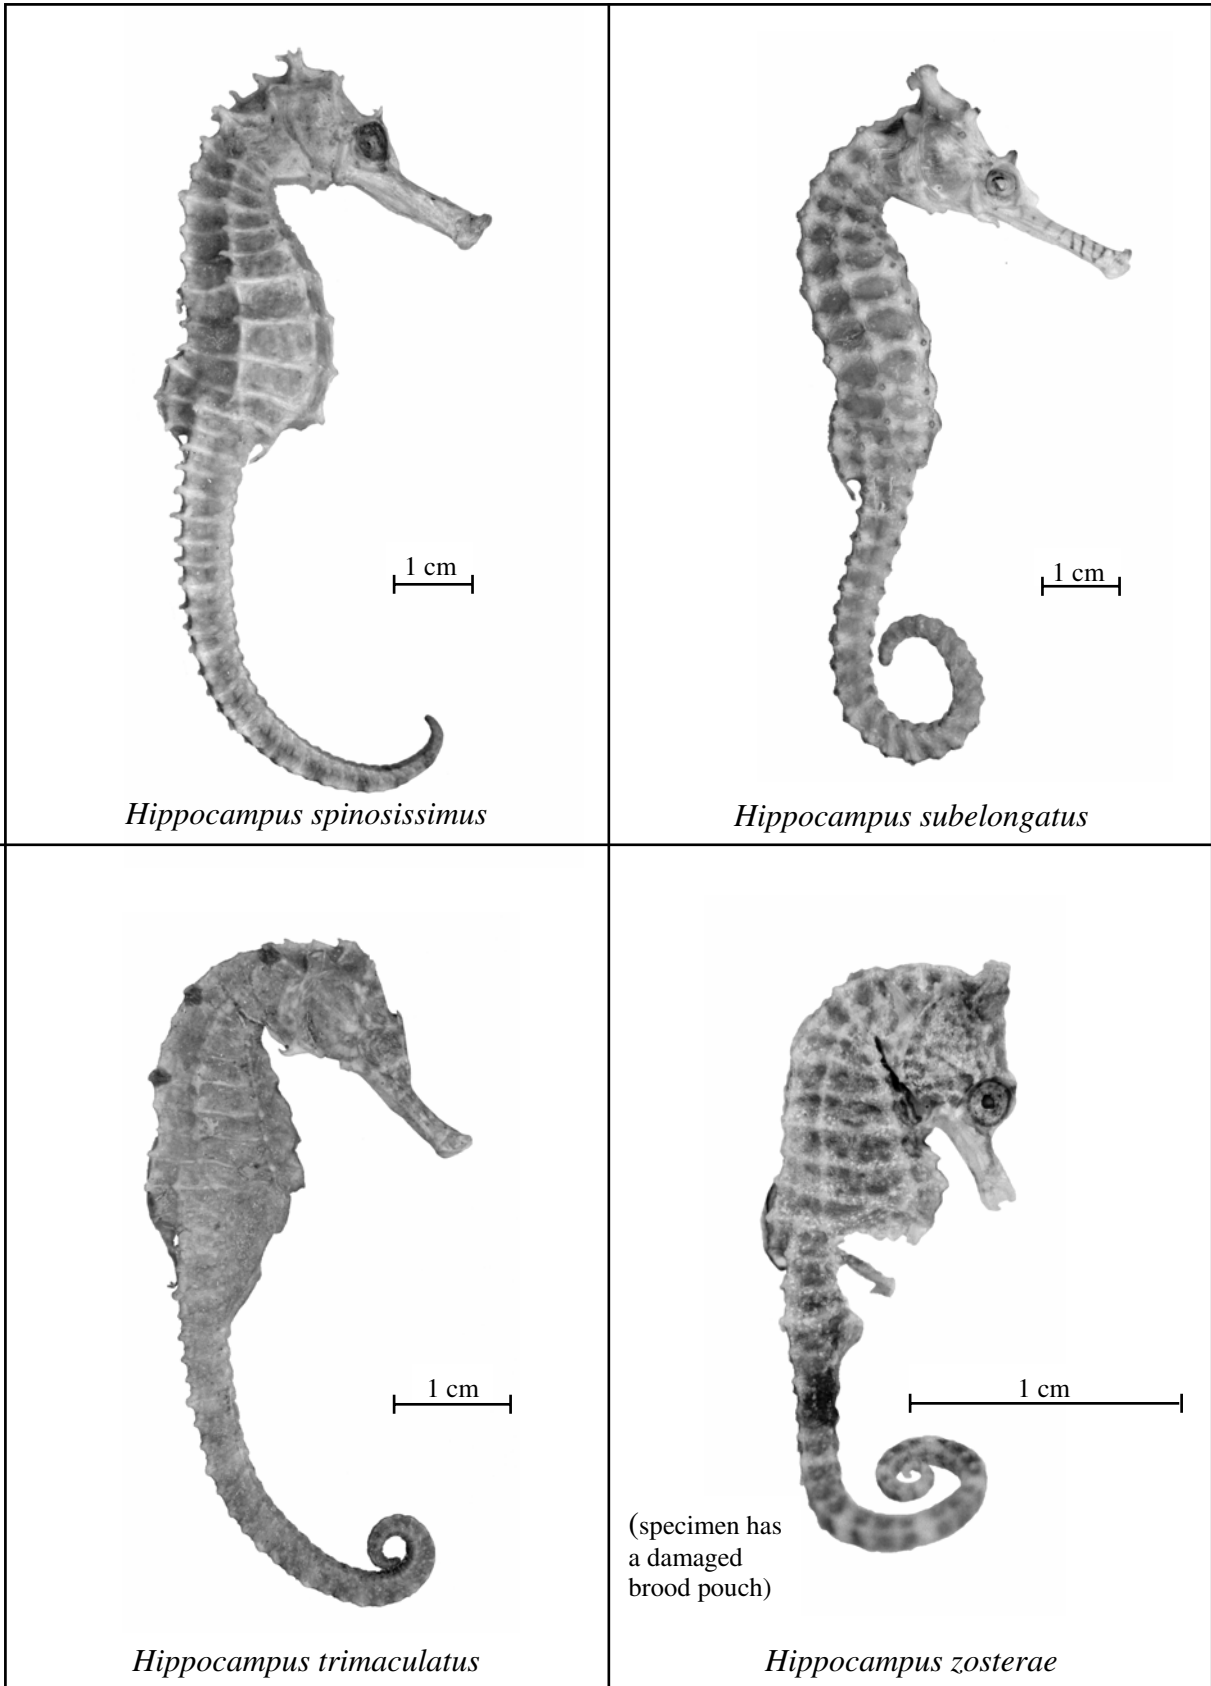 1 cm
Hippocampus spinosissimus
1 cm
Hippocampus subelongatus
1 cm
Hippocampus trimaculatus
1 cm
(specimen has
a damaged
brood pouch)
Hippocampus zosterae